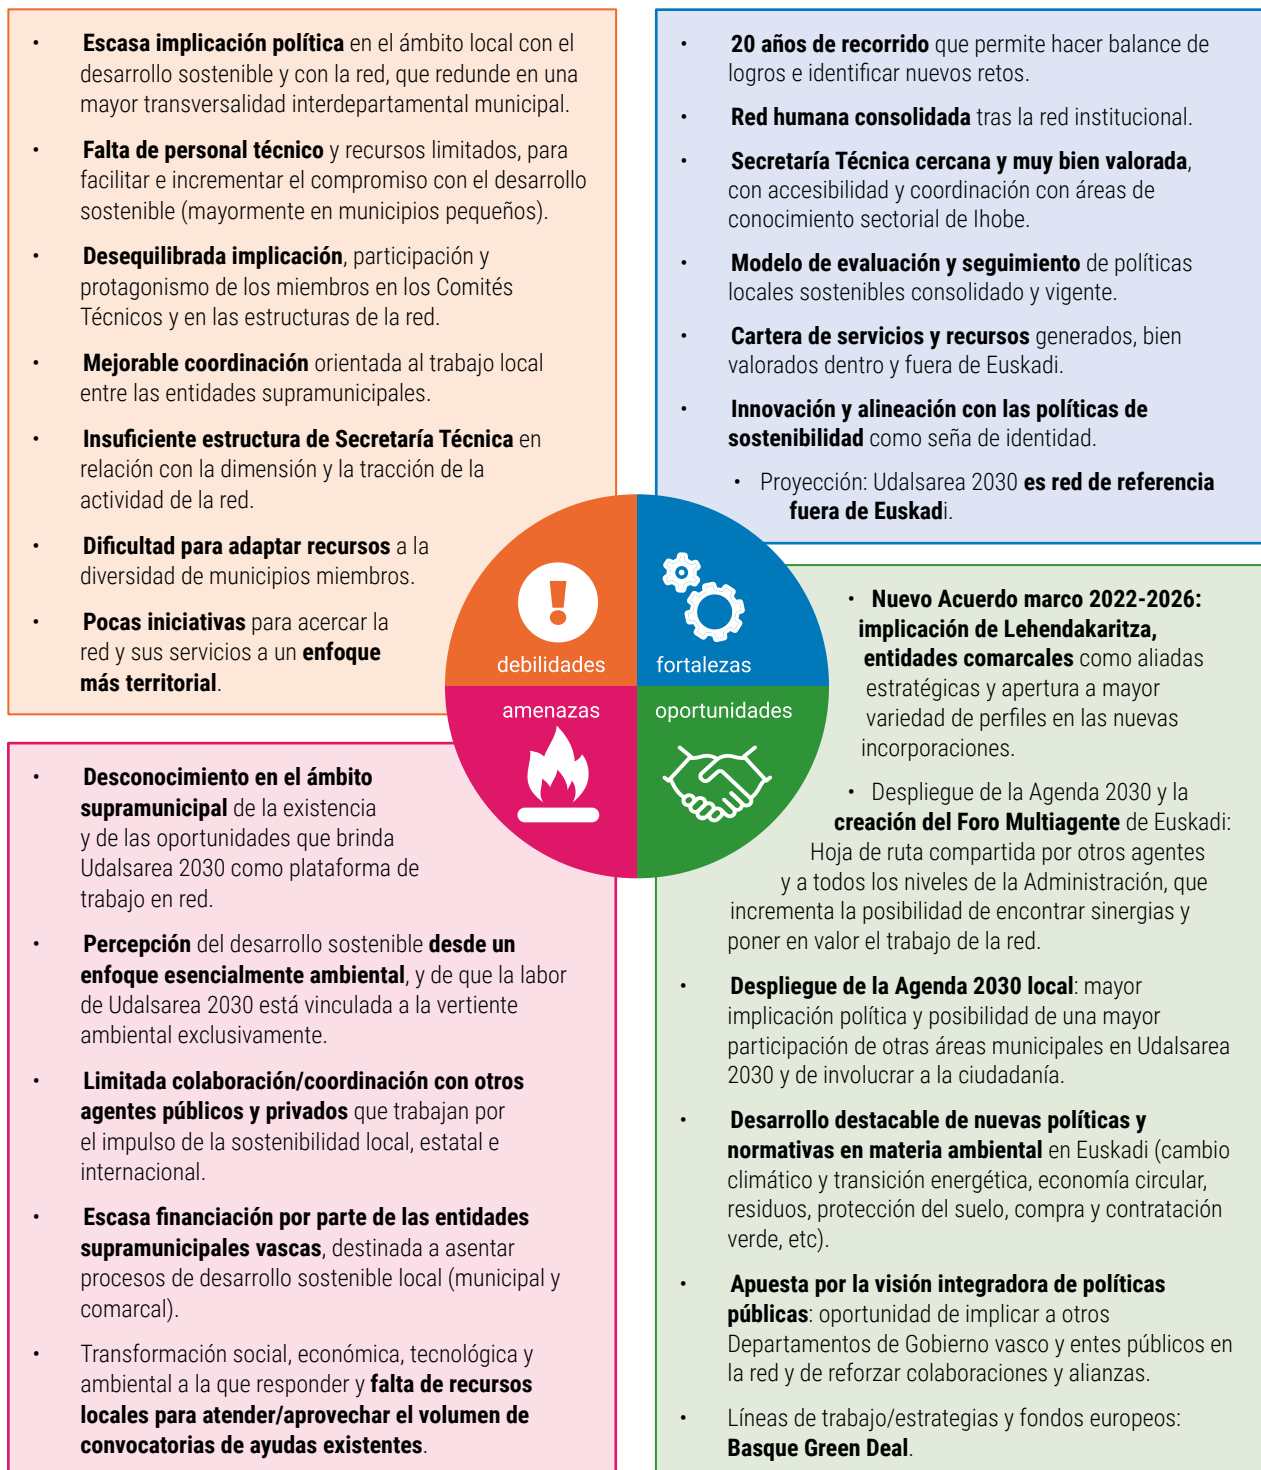 • Escasa implicación política en el ámbito local con el
desarrollo sostenible y con la red, que redunde en una
mayor transversalidad interdepartamental municipal.
• Falta de personal técnico y recursos limitados, para
facilitar e incrementar el compromiso con el desarrollo
sostenible (mayormente en municipios pequeños).
• Desequilibrada implicación, participación y
protagonismo de los miembros en los Comités
Técnicos y en las estructuras de la red.
• Mejorable coordinación orientada al trabajo local
entre las entidades supramunicipales.
• Insuficiente estructura de Secretaría Técnica en
relación con la dimensión y la tracción de la
actividad de la red.
• Dificultad para adaptar recursos a la
diversidad de municipios miembros.
• Pocas iniciativas para acercar la
red y sus servicios a un enfoque
más territorial.
• 20 años de recorrido que permite hacer balance de
logros e identificar nuevos retos.
• Red humana consolidada tras la red institucional.
• Secretaría Técnica cercana y muy bien valorada,
con accesibilidad y coordinación con áreas de
conocimiento sectorial de Ihobe.
• Modelo de evaluación y seguimiento de políticas
locales sostenibles consolidado y vigente.
• Cartera de servicios y recursos generados, bien
valorados dentro y fuera de Euskadi.
• Innovación y alineación con las políticas de
sostenibilidad como seña de identidad.
• Proyección: Udalsarea 2030 es red de referencia
fuera de Euskadi.
debilidades
fortalezas
amenazas
oportunidades
• Desconocimiento en el ámbito
supramunicipal de la existencia
y de las oportunidades que brinda
Udalsarea 2030 como plataforma de
trabajo en red.
• Percepción del desarrollo sostenible desde un
enfoque esencialmente ambiental, y de que la labor
de Udalsarea 2030 está vinculada a la vertiente
ambiental exclusivamente.
• Limitada colaboración/coordinación con otros
agentes públicos y privados que trabajan por
el impulso de la sostenibilidad local, estatal e
internacional.
• Escasa financiación por parte de las entidades
supramunicipales vascas, destinada a asentar
procesos de desarrollo sostenible local (municipal y
comarcal).
• Transformación social, económica, tecnológica y
ambiental a la que responder y falta de recursos
locales para atender/aprovechar el volumen de
convocatorias de ayudas existentes.
• Nuevo Acuerdo marco 2022-2026:
implicación de Lehendakaritza,
entidades comarcales como aliadas
estratégicas y apertura a mayor
variedad de perfiles en las nuevas
incorporaciones.
• Despliegue de la Agenda 2030 y la
creación del Foro Multiagente de Euskadi:
Hoja de ruta compartida por otros agentes
y a todos los niveles de la Administración, que
incrementa la posibilidad de encontrar sinergias y
poner en valor el trabajo de la red.
• Despliegue de la Agenda 2030 local: mayor
implicación política y posibilidad de una mayor
participación de otras áreas municipales en Udalsarea
2030 y de involucrar a la ciudadanía.
• Desarrollo destacable de nuevas políticas y
normativas en materia ambiental en Euskadi (cambio
climático y transición energética, economía circular,
residuos, protección del suelo, compra y contratación
verde, etc).
• Apuesta por la visión integradora de políticas
públicas: oportunidad de implicar a otros
Departamentos de Gobierno vasco y entes públicos en
la red y de reforzar colaboraciones y alianzas.
• Líneas de trabajo/estrategias y fondos europeos:
Basque Green Deal.